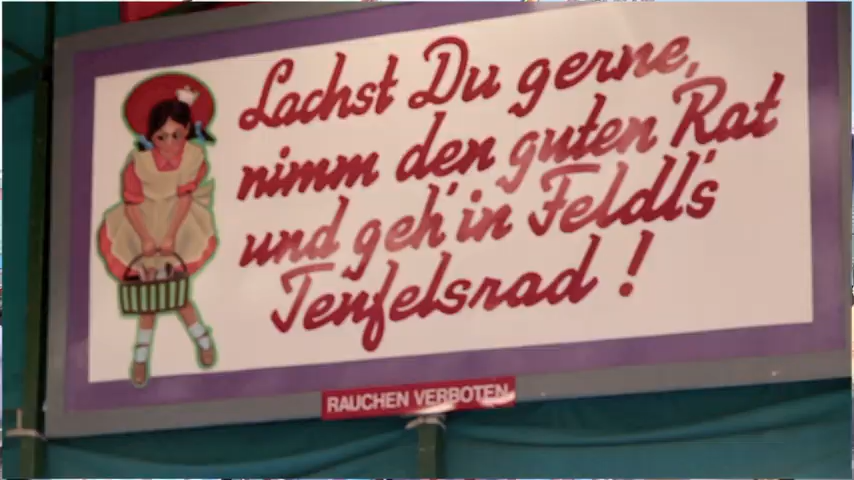 Lachst Du gerne,
nimm den guten Rat
und geh' in Feldl's
Teufelsrad !
RAUCHEN VERBOTEN